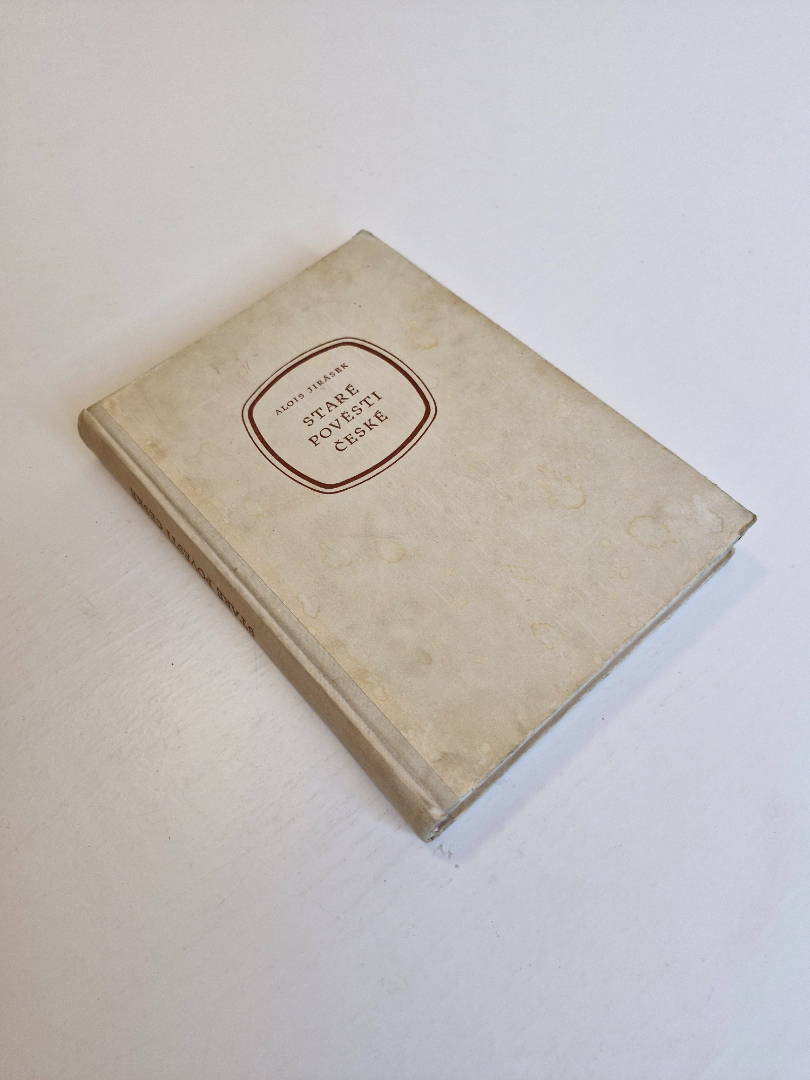 ALOIS JIRÁSEK
STARÉ
POVĚSTI
ČESKÉ
STARÉ POVĚSTI ČESKÉ